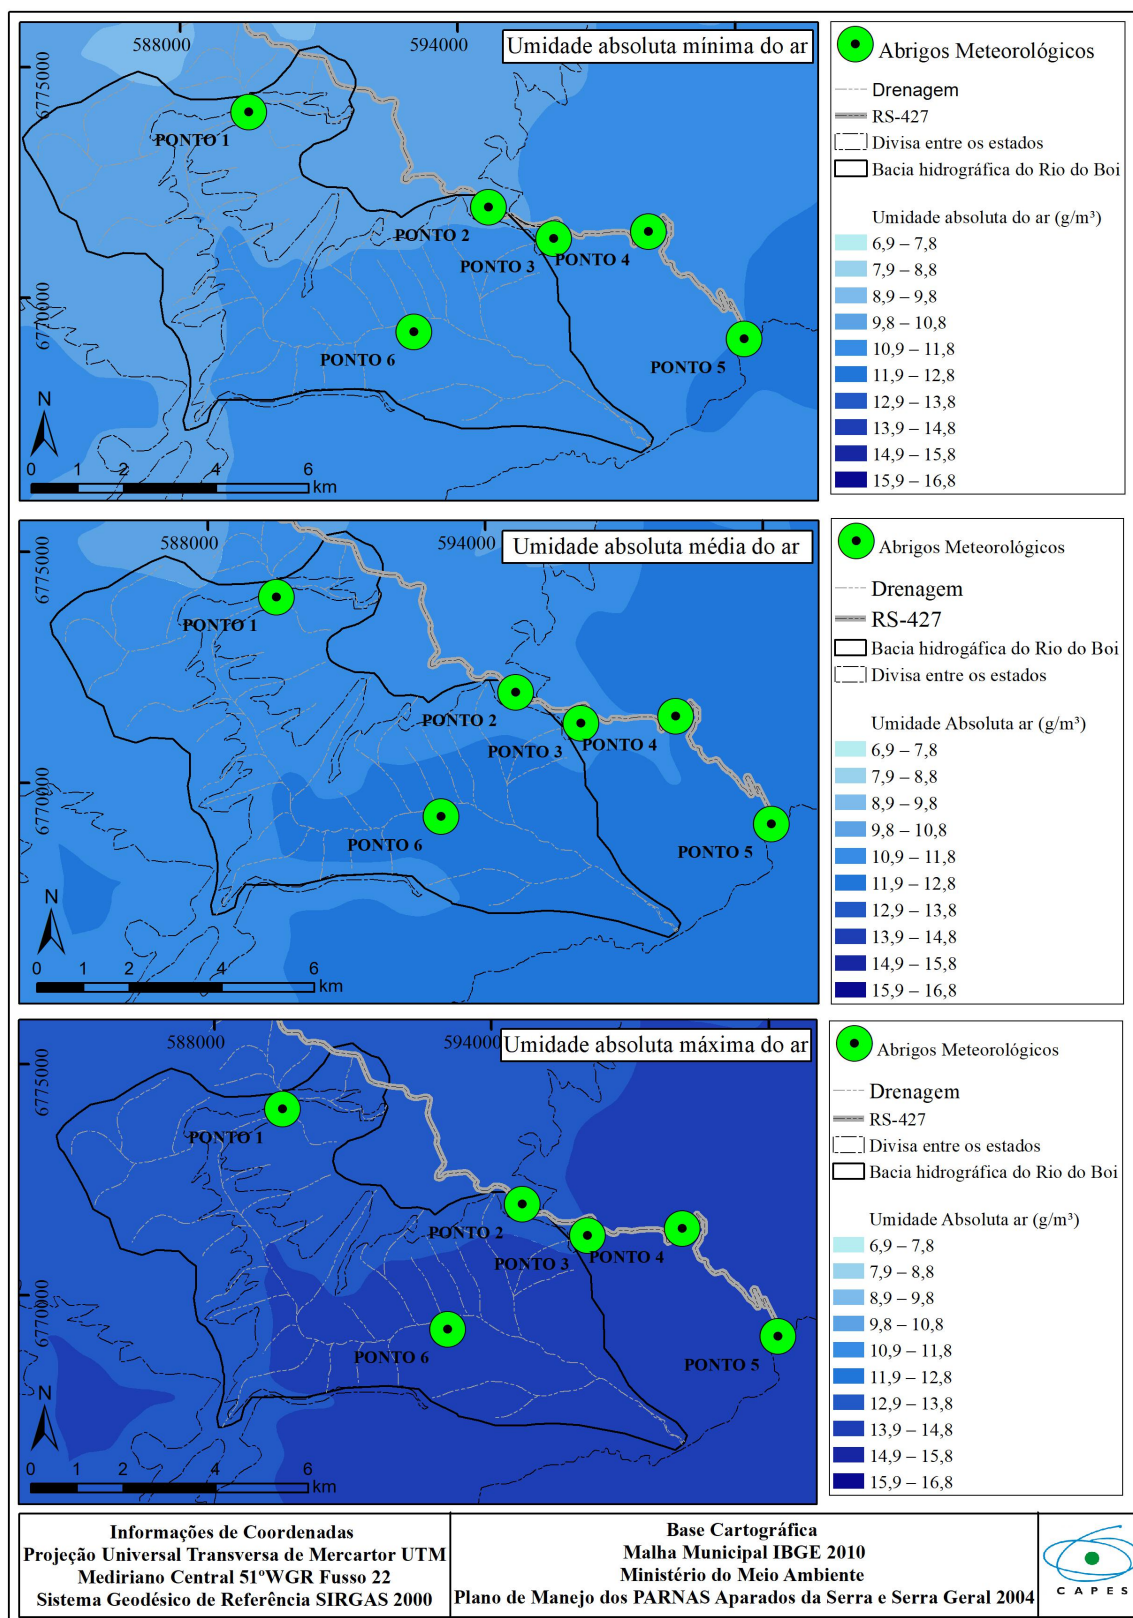 588000
594000
Umidade absoluta mínima do ar
6775000
6770000
PONTO 1
PONTO 2
PONTO 3
PONTO 4
PONTO 5
PONTO 6
N
0 1 2 4 6
km
Abrigos Meteorológicos
Drenagem
RS-427
Divisa entre os estados
Bacia hidrográfica do Rio do Boi
Umidade absoluta do ar (g/m³)
6,9 – 7,8
7,9 – 8,8
8,9 – 9,8
9,8 – 10,8
10,9 – 11,8
11,9 – 12,8
12,9 – 13,8
13,9 – 14,8
14,9 – 15,8
15,9 – 16,8
588000
594000
Umidade absoluta média do ar
6775000
6770000
PONTO 1
PONTO 2
PONTO 3
PONTO 4
PONTO 5
PONTO 6
N
0 1 2 4 6
km
Abrigos Meteorológicos
Drenagem
RS-427
Bacia hidrogáfica do Rio do Boi
Divisa entre os estados
Umidade Absoluta ar (g/m³)
6,9 – 7,8
7,9 – 8,8
8,9 – 9,8
9,8 – 10,8
10,9 – 11,8
11,9 – 12,8
12,9 – 13,8
13,9 – 14,8
14,9 – 15,8
15,9 – 16,8
588000
594000
Umidade absoluta máxima do ar
6775000
6770000
PONTO 1
PONTO 2
PONTO 3
PONTO 4
PONTO 5
PONTO 6
N
0 1 2 4 6
km
Abrigos Meteorológicos
Drenagem
RS-427
Divisa entre os estados
Bacia hidrográfica do Rio do Boi
Umidade Absoluta ar (g/m³)
6,9 – 7,8
7,9 – 8,8
8,9 – 9,8
9,8 – 10,8
10,9 – 11,8
11,9 – 12,8
12,9 – 13,8
13,9 – 14,8
14,9 – 15,8
15,9 – 16,8
Informações de Coordenadas
Projeção Universal Transversa de Mercartor UTM
Mediriano Central 51ºWGR Fusso 22
Sistema Geodésico de Referência SIRGAS 2000
Base Cartográfica
Malha Municipal IBGE 2010
Ministério do Meio Ambiente
Plano de Manejo dos PARNAS Aparados da Serra e Serra Geral 2004
CAPES